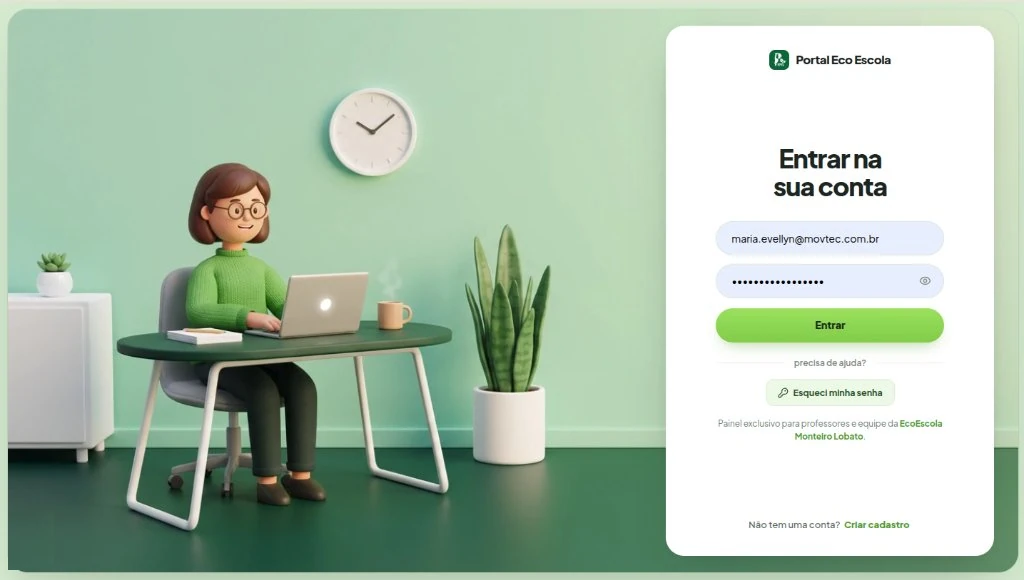 Portal Eco Escola
Entrar na
sua conta
maria.evellyn@movtec.com.br
•••••••••••••••••
Entrar
precisa de ajuda?
Esqueci minha senha
Painel exclusivo para professores e equipe da EcoEscola
Monteiro Lobato.
Não tem uma conta? Criar cadastro